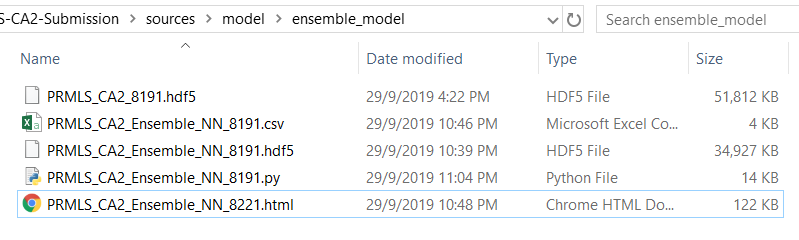 S-CA2-Submission › sources › model › ensemble_model Search ensemble_model
Name Date modified Type Size
PRMLS_CA2_8191.hdf5 29/9/2019 4:22 PM HDF5 File 51,812 KB
PRMLS_CA2_Ensemble_NN_8191.csv 29/9/2019 10:46 PM Microsoft Excel Co... 4 KB
PRMLS_CA2_Ensemble_NN_8191.hdf5 29/9/2019 10:39 PM HDF5 File 34,927 KB
PRMLS_CA2_Ensemble_NN_8191.py 29/9/2019 11:04 PM Python File 14 KB
PRMLS_CA2_Ensemble_NN_8221.html 29/9/2019 10:48 PM Chrome HTML Do... 122 KB